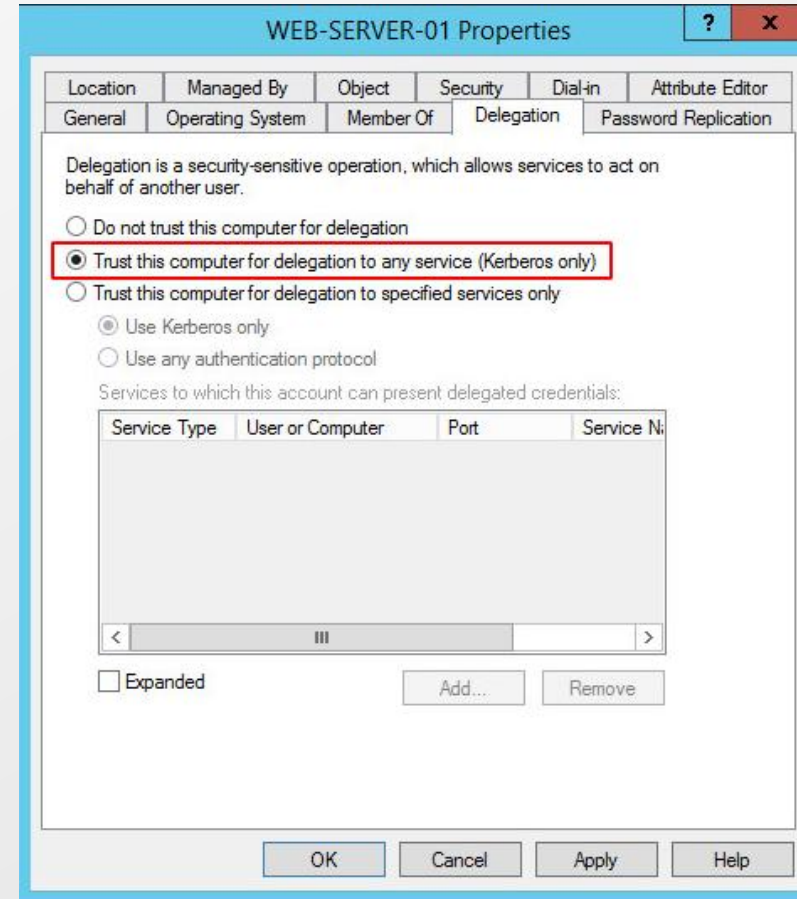 WEB-SERVER-01 Properties
? x
Location Managed By Object Security Dial-in Attribute Editor
General Operating System Member Of Delegation Password Replication
Delegation is a security-sensitive operation, which allows services to act on
behalf of another user.
Do not trust this computer for delegation
Trust this computer for delegation to any service (Kerberos only)
Trust this computer for delegation to specified services only
Use Kerberos only
Use any authentication protocol
Services to which this account can present delegated credentials:
Service Type User or Computer Port Service Na
Expanded Add... Remove
OK Cancel Apply Help